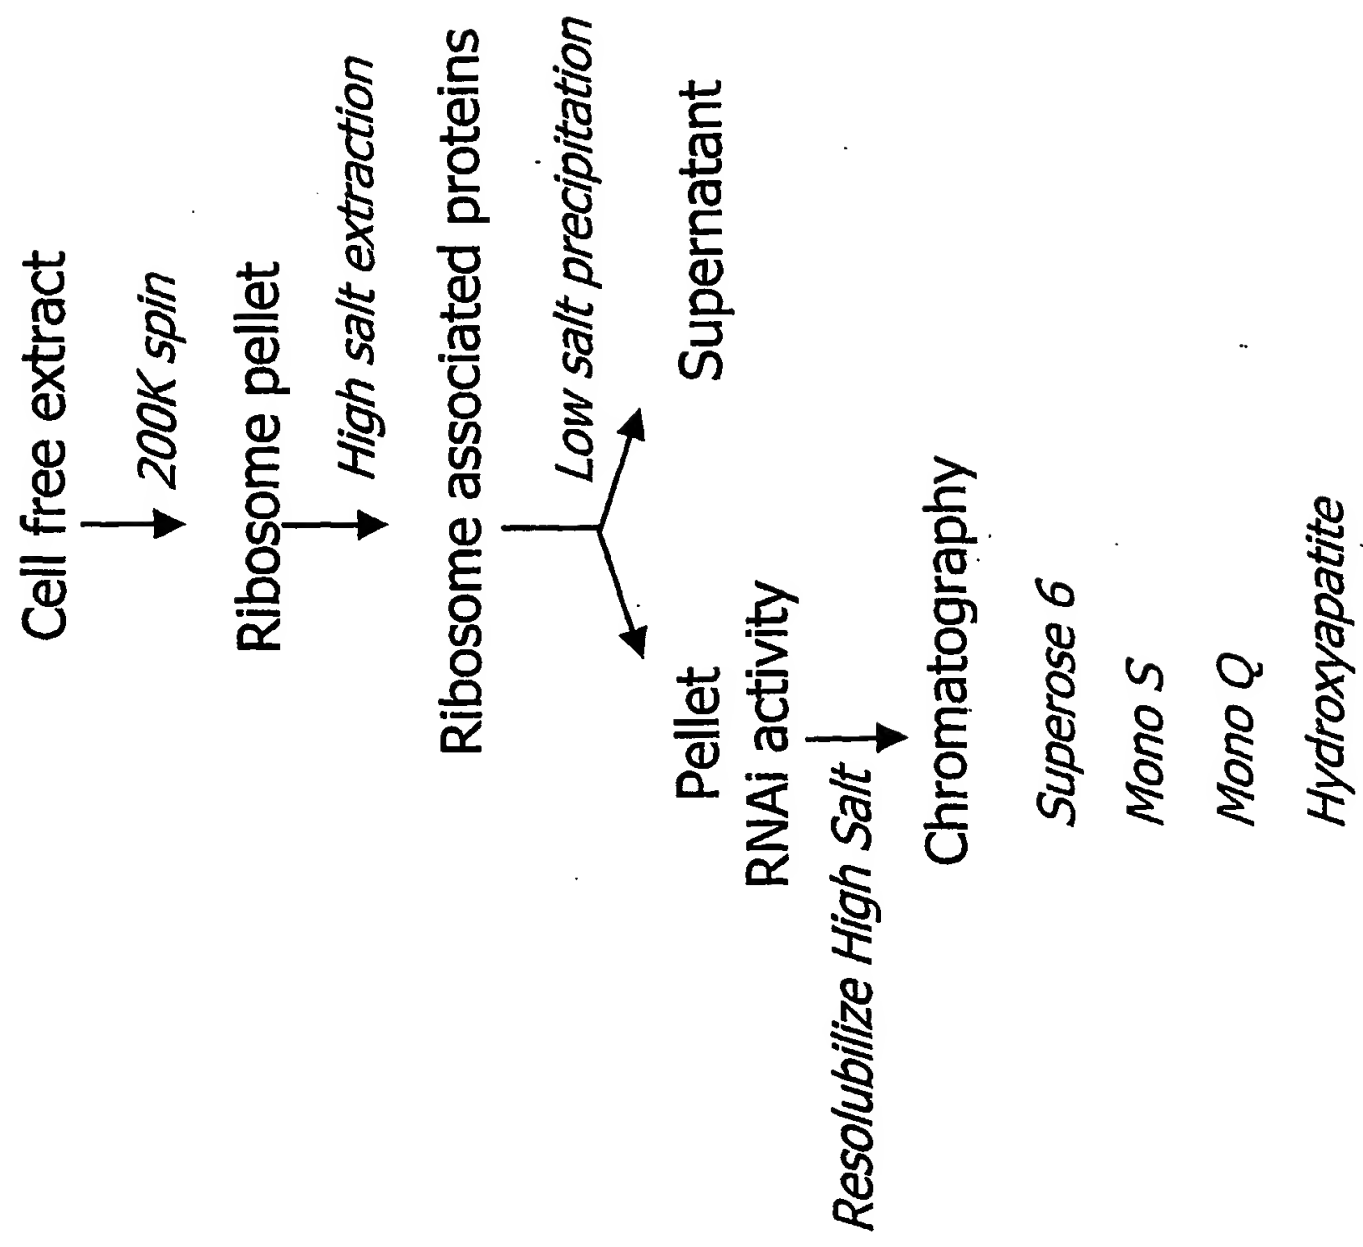 Cell free extract
200K spin
Ribosome pellet
High salt extraction
Ribosome associated proteins
Low salt precipitation
Pellet
RNAi activity
Supernatant
Resolubilize High Salt
Chromatography
Superose 6
Mono S
Mono Q
Hydroxyapatite